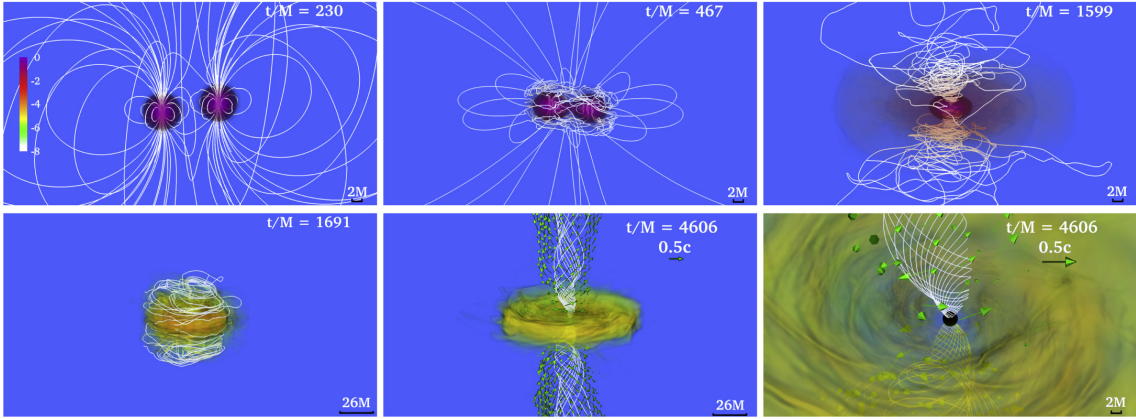 t/M = 230
0
-2
-4
-6
-8
2M
t/M = 467
2M
t/M = 1599
2M
t/M = 1691
26M
t/M = 4606
0.5c
26M
t/M = 4606
0.5c
2M